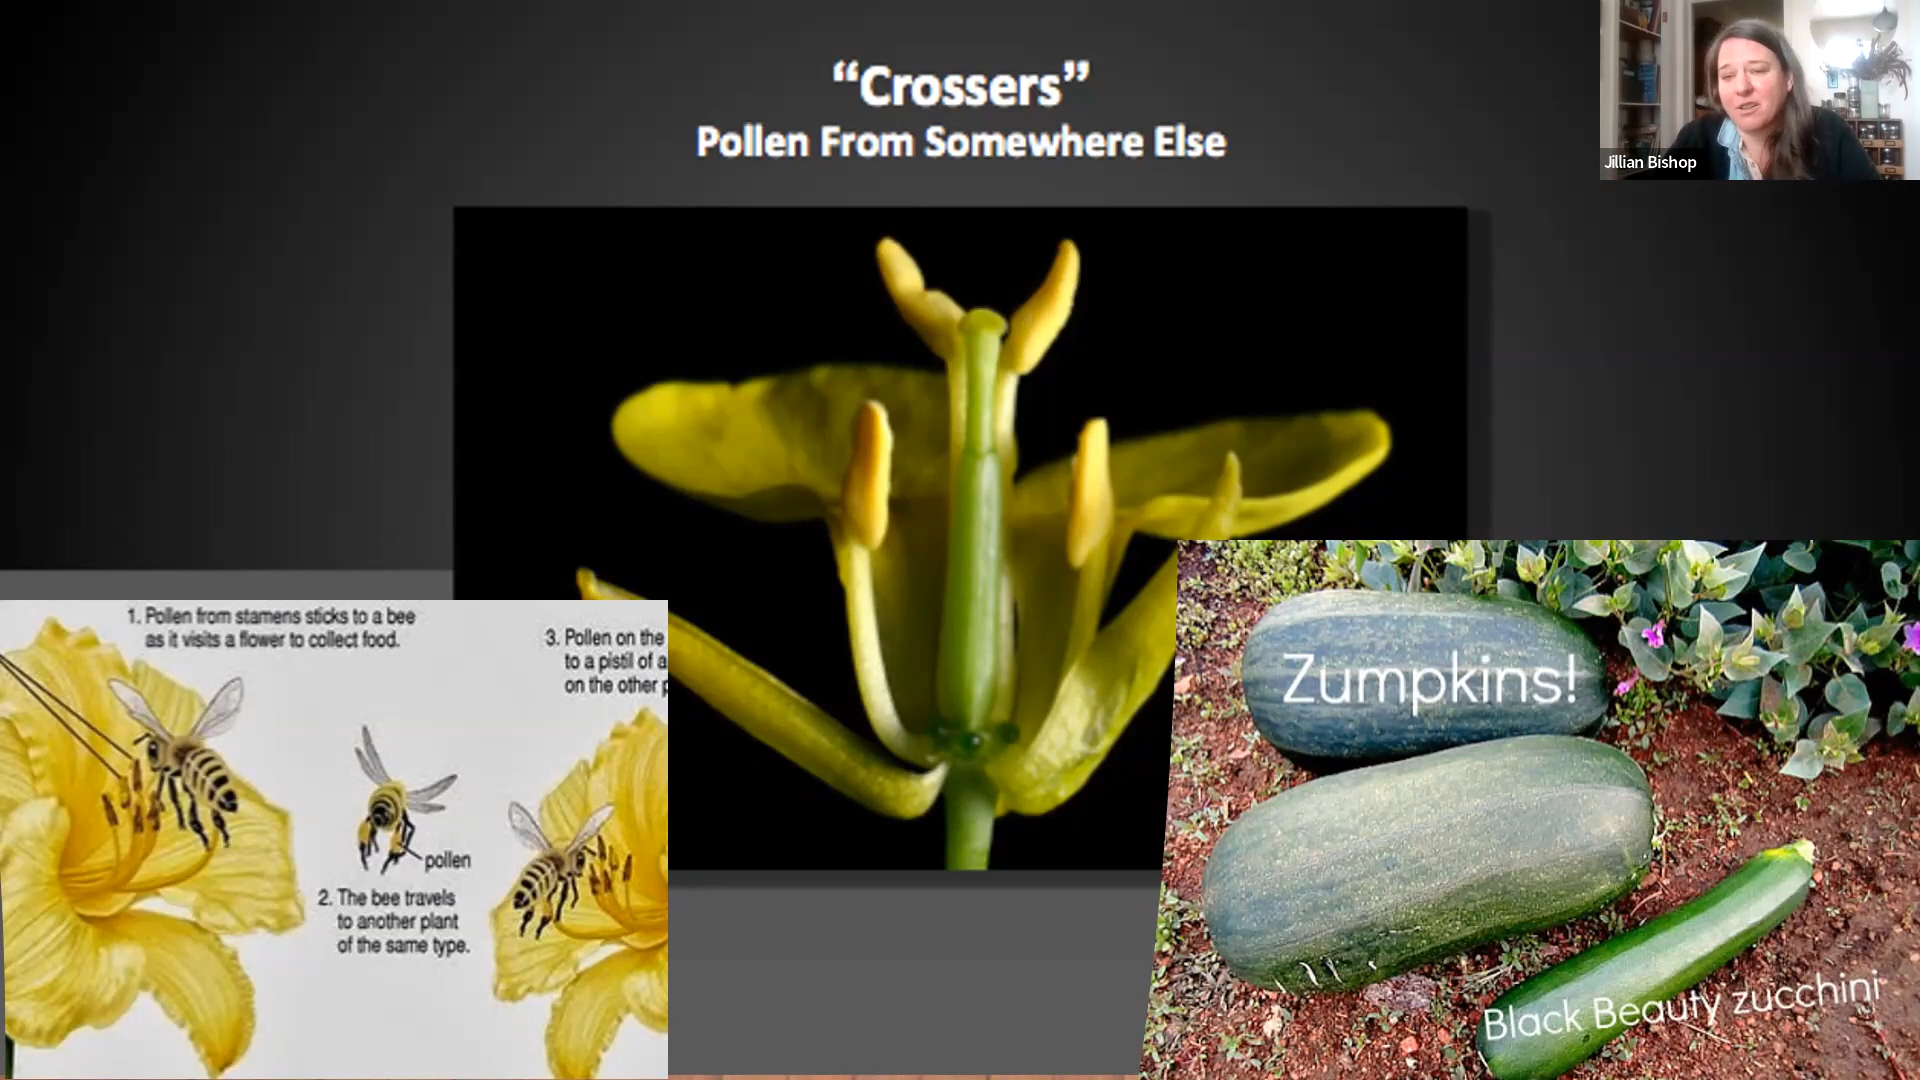 “Crossers”
Pollen From Somewhere Else
Jillian Bishop
1. Pollen from stamens sticks to a bee
as it visits a flower to collect food.
3. Pollen on the
to a pistil of a
on the other
pollen
2. The bee travels
to another plant
of the same type.
Zumpkins!
Black Beauty zucchini